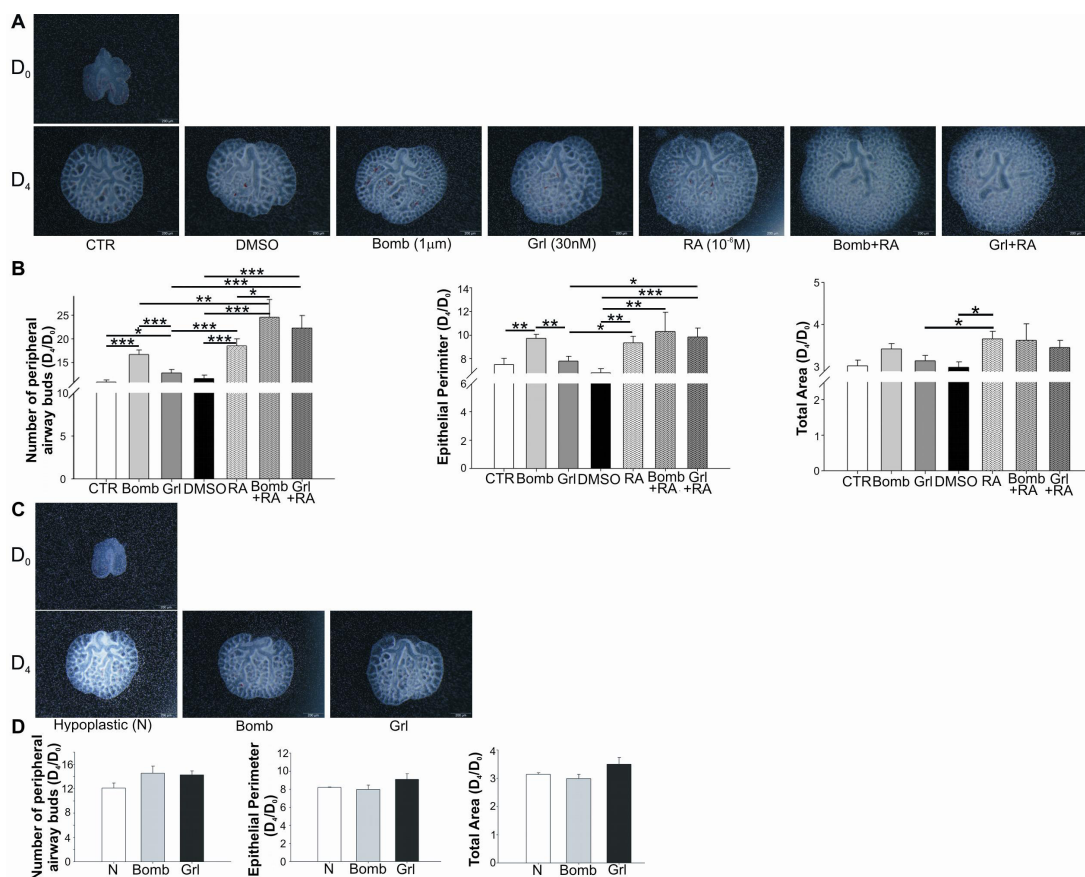 A
D0
D4
CTR
DMSO
Bomb (1μm)
Grl (30nM)
RA (10-6M)
Bomb+RA
Grl+RA
B
Number of peripheral
airway buds (D4/D0)
25
20
15
10
5
0
***
***
*
**
***
***
***
*
***
***
CTR Bomb Grl DMSO RA Bomb Grl
+RA +RA
Epithelial Perimiter (D4/D0)
14
12
10
8
6
4
2
0
*
***
**
**
** **
*
CTR Bomb Grl DMSO RA Bomb Grl
+RA +RA
Total Area (D4/D0)
5
4
3
2
1
0
*
*
CTR Bomb Grl DMSO RA Bomb Grl
+RA +RA
C
D0
D4
Hypoplastic (N)
Bomb
Grl
D
Number of peripheral
airway buds (D4/D0)
16
12
8
4
0
N Bomb Grl
Epithelial Perimeter
(D4/D0)
12
10
8
6
4
2
0
N Bomb Grl
Total Area (D4/D0)
5
4
3
2
1
0
N Bomb Grl